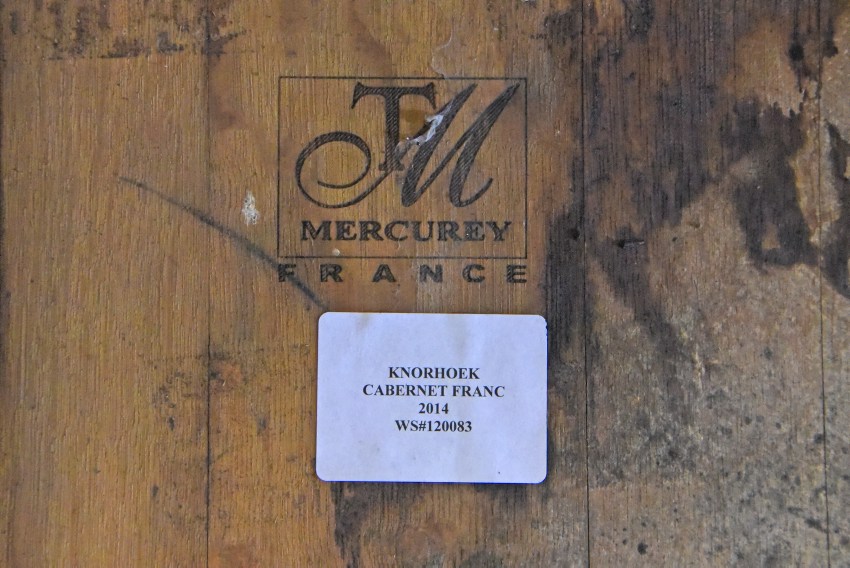 TM
MERCUREY
FRANCE
KNORHOEK
CABERNET FRANC
2014
WS#120083